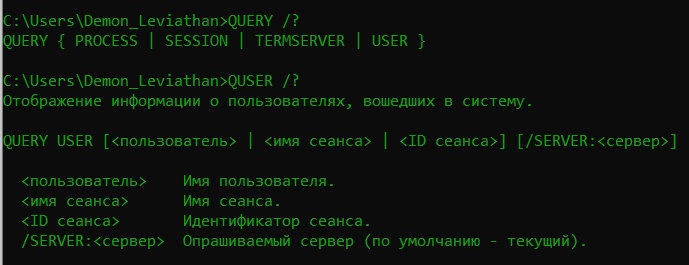 C:\Users\Demon_Leviathan>QUERY /?
QUERY { PROCESS | SESSION | TERMSERVER | USER }
C:\Users\Demon_Leviathan>QUSER /?
Отображение информации о пользователях, вошедших в систему.
QUERY USER [<пользователь> | <имя сеанса> | <ID сеанса>] [/SERVER:<сервер>]
<пользователь> Имя пользователя.
<имя сеанса> Имя сеанса.
<ID сеанса> Идентификатор сеанса.
/SERVER:<сервер> Опрашиваемый сервер (по умолчанию - текущий).